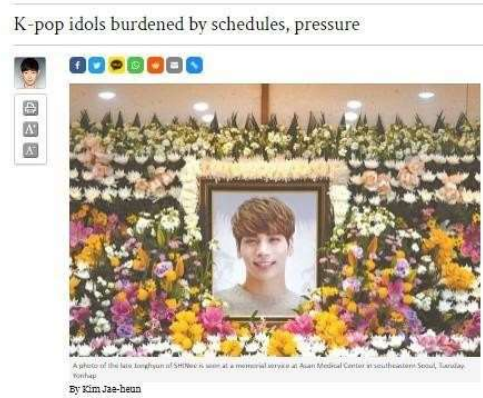 K-pop idols burdened by schedules, pressure
f
A+
A-
A photo of the late Jonghyun of SHINee is seen at a memorial service at Asan Medical Center in southeastern Seoul, Tuesday.
Yonhap
By Kim Jae-heun